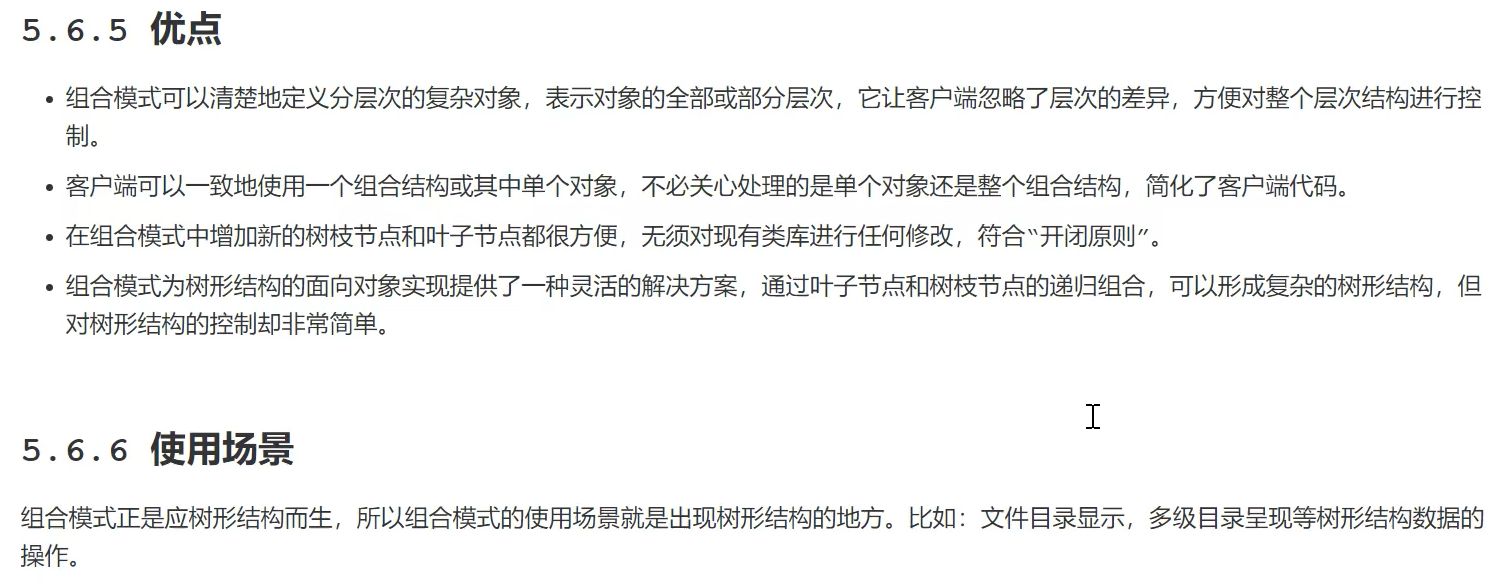 5.6.5 优点
组合模式可以清楚地定义分层次的复杂对象，表示对象的全部或部分层次，它让客户端忽略了层次的差异，方便对整个层次结构进行控
制。
客户端可以一致地使用一个组合结构或其中单个对象，不必关心处理的是单个对象还是整个组合结构，简化了客户端代码。
在组合模式中增加新的树枝节点和叶子节点都很方便，无须对现有类库进行任何修改，符合“开闭原则”。
组合模式为树形结构的面向对象实现提供了一种灵活的解决方案，通过叶子节点和树枝节点的递归组合，可以形成复杂的树形结构，但
对树形结构的控制却非常简单。
5.6.6 使用场景
组合模式正是应树形结构而生，所以组合模式的使用场景就是出现树形结构的地方。比如：文件目录显示，多级目录呈现等树形结构数据的
操作。